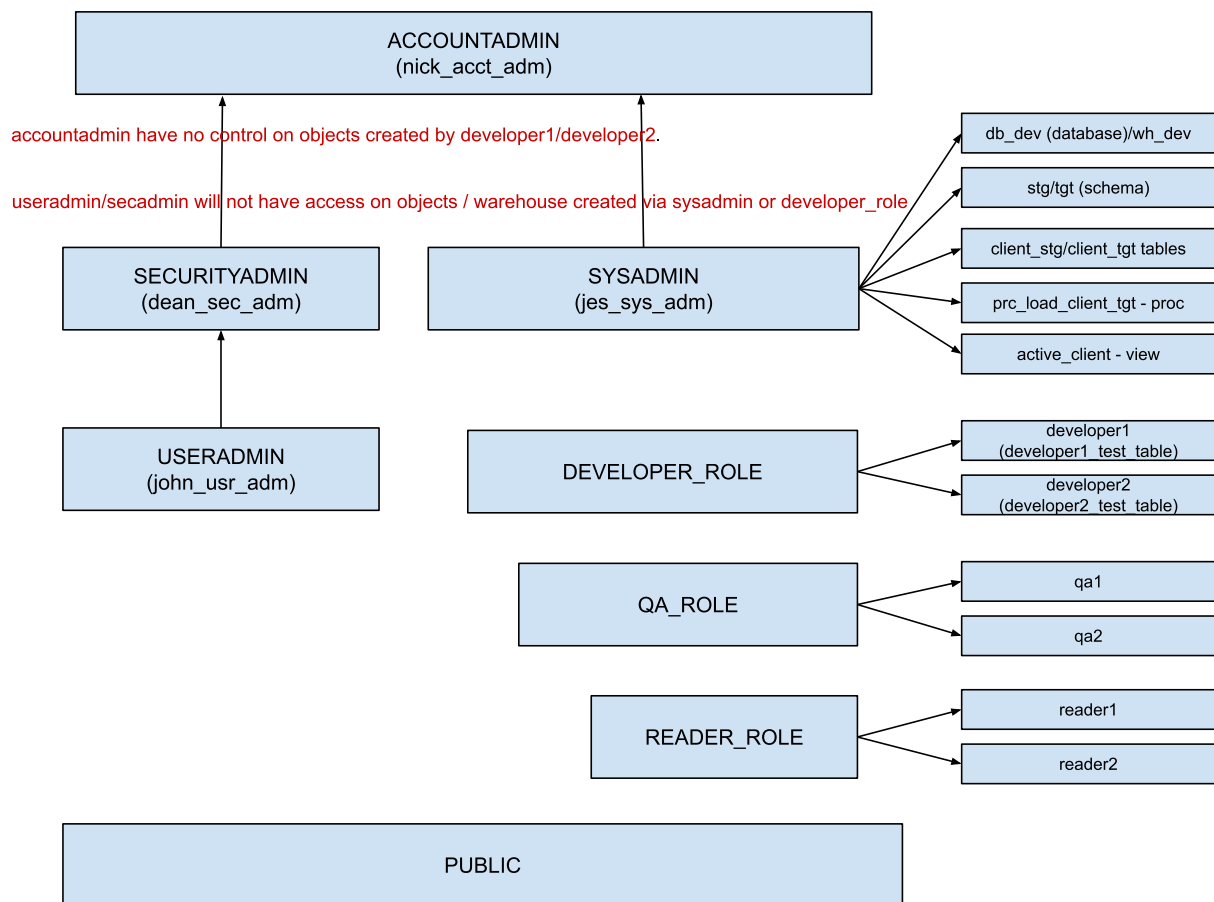 ACCOUNTADMIN
(nick_acct_adm)
accountadmin have no control on objects created by developer1/developer2.
useradmin/secadmin will not have access on objects / warehouse created via sysadmin or developer_role
SECURITYADMIN
(dean_sec_adm)
SYSADMIN
(jes_sys_adm)
db_dev (database)/wh_dev
stg/tgt (schema)
client_stg/client_tgt tables
prc_load_client_tgt - proc
active_client - view
USERADMIN
(john_usr_adm)
DEVELOPER_ROLE
developer1
(developer1_test_table)
developer2
(developer2_test_table)
QA_ROLE
qa1
qa2
READER_ROLE
reader1
reader2
PUBLIC